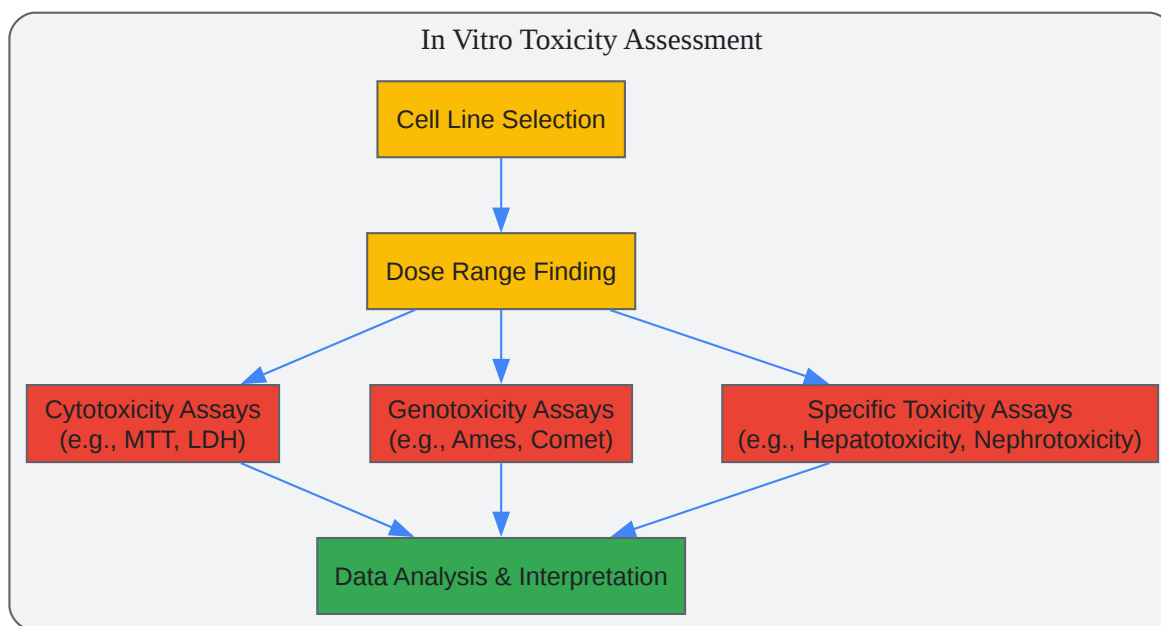 In Vitro Toxicity Assessment
Cell Line Selection
Dose Range Finding
Cytotoxicity Assays
(e.g., MTT, LDH)
Genotoxicity Assays
(e.g., Ames, Comet)
Specific Toxicity Assays
(e.g., Hepatotoxicity, Nephrotoxicity)
Data Analysis & Interpretation